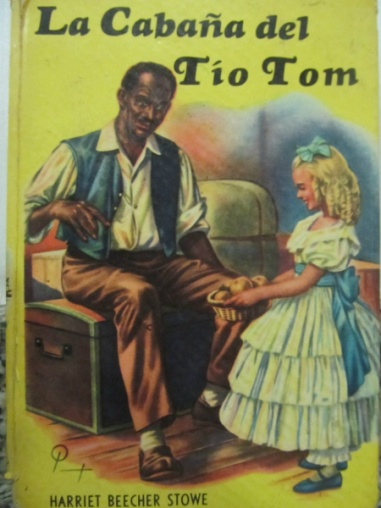 La Cabaña del
Tío Tom
HARRIET BEECHER STOWE